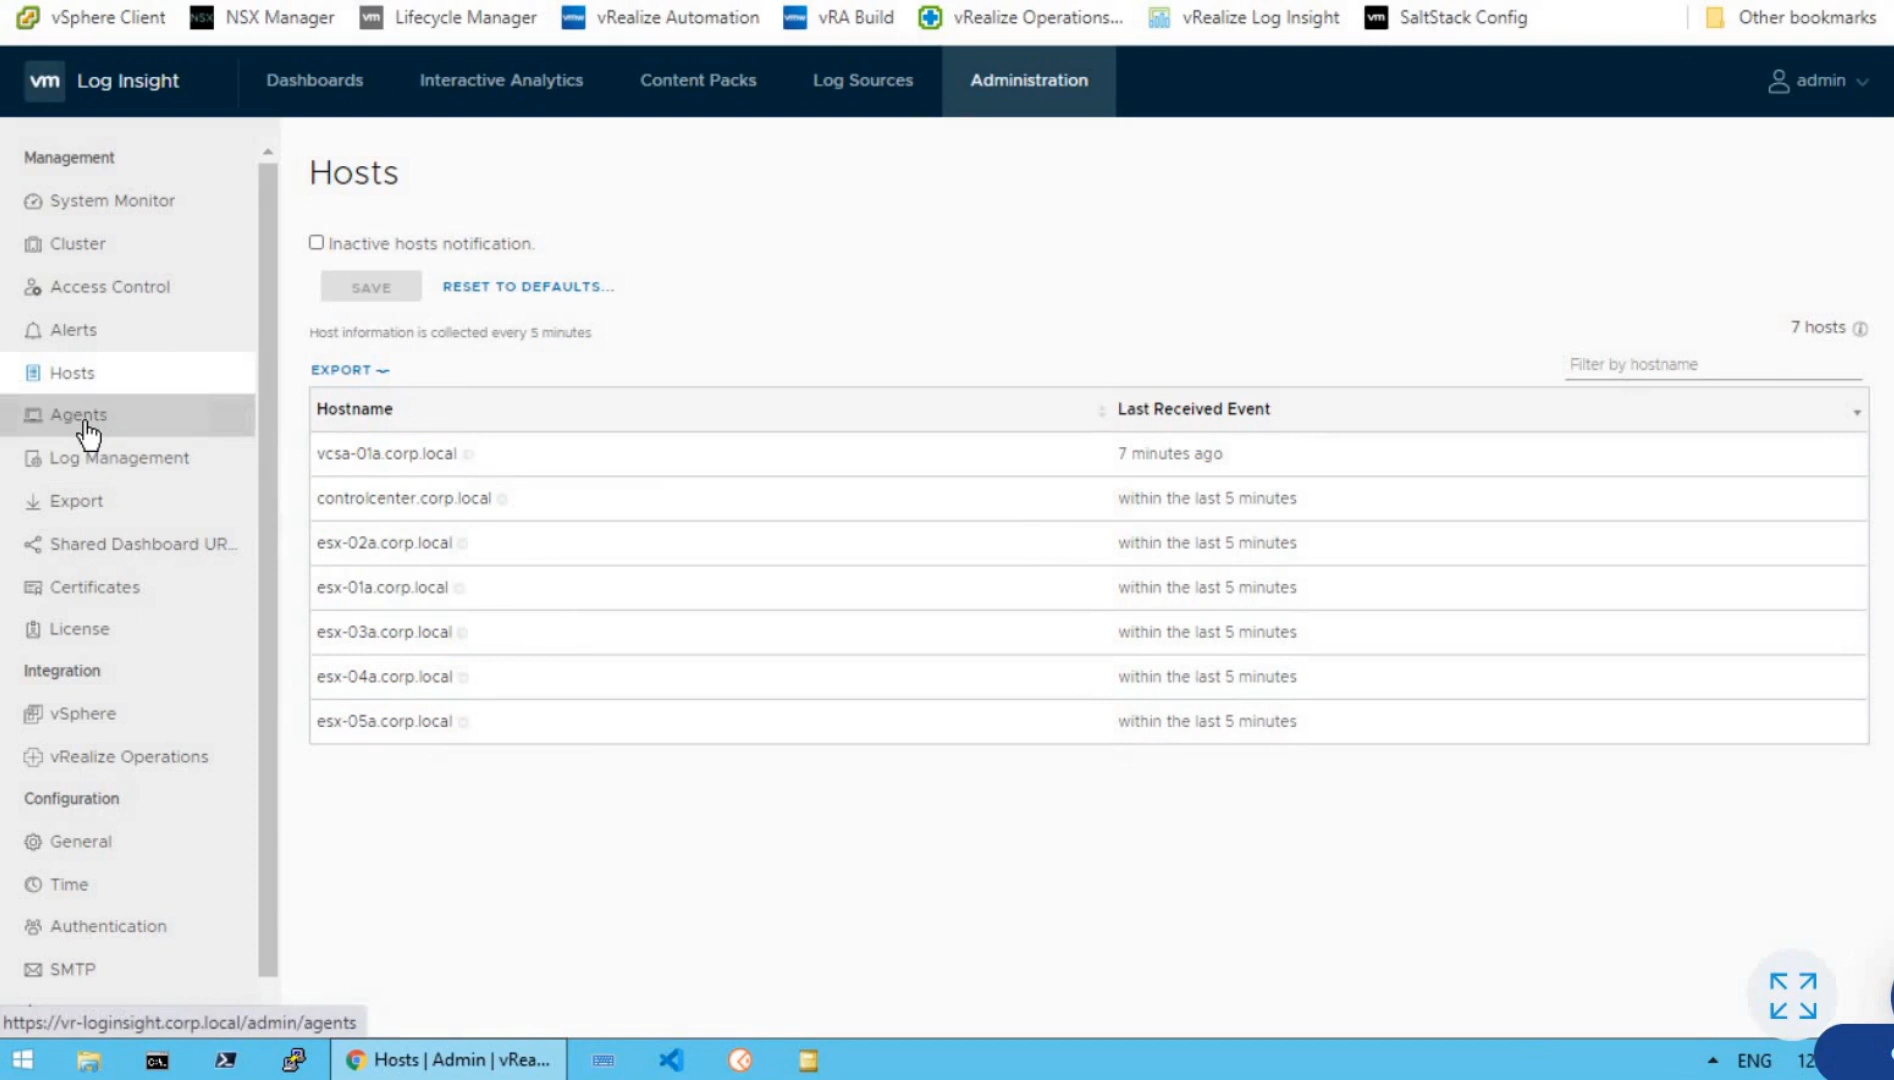 vSphere Client NSX NSX Manager vm Lifecycle Manager vmw vRealize Automation vmw vRA Build vRealize Operations... vRealize Log Insight vm SaltStack Config Other bookmarks
vm Log Insight Dashboards Interactive Analytics Content Packs Log Sources Administration admin
Management
System Monitor
Cluster
Access Control
Alerts
Hosts
Agents
Log Management
Export
Shared Dashboard UR...
Certificates
License
Integration
vSphere
vRealize Operations
Configuration
General
Time
Authentication
SMTP
Hosts
Inactive hosts notification.
SAVE RESET TO DEFAULTS...
Host information is collected every 5 minutes
7 hosts
EXPORT
Filter by hostname
Hostname Last Received Event
vcsa-01a.corp.local 7 minutes ago
controlcenter.corp.local within the last 5 minutes
esx-02a.corp.local within the last 5 minutes
esx-01a.corp.local within the last 5 minutes
esx-03a.corp.local within the last 5 minutes
esx-04a.corp.local within the last 5 minutes
esx-05a.corp.local within the last 5 minutes
https://vr-loginsight.corp.local/admin/agents
C:\. Hosts | Admin | vRea... ENG